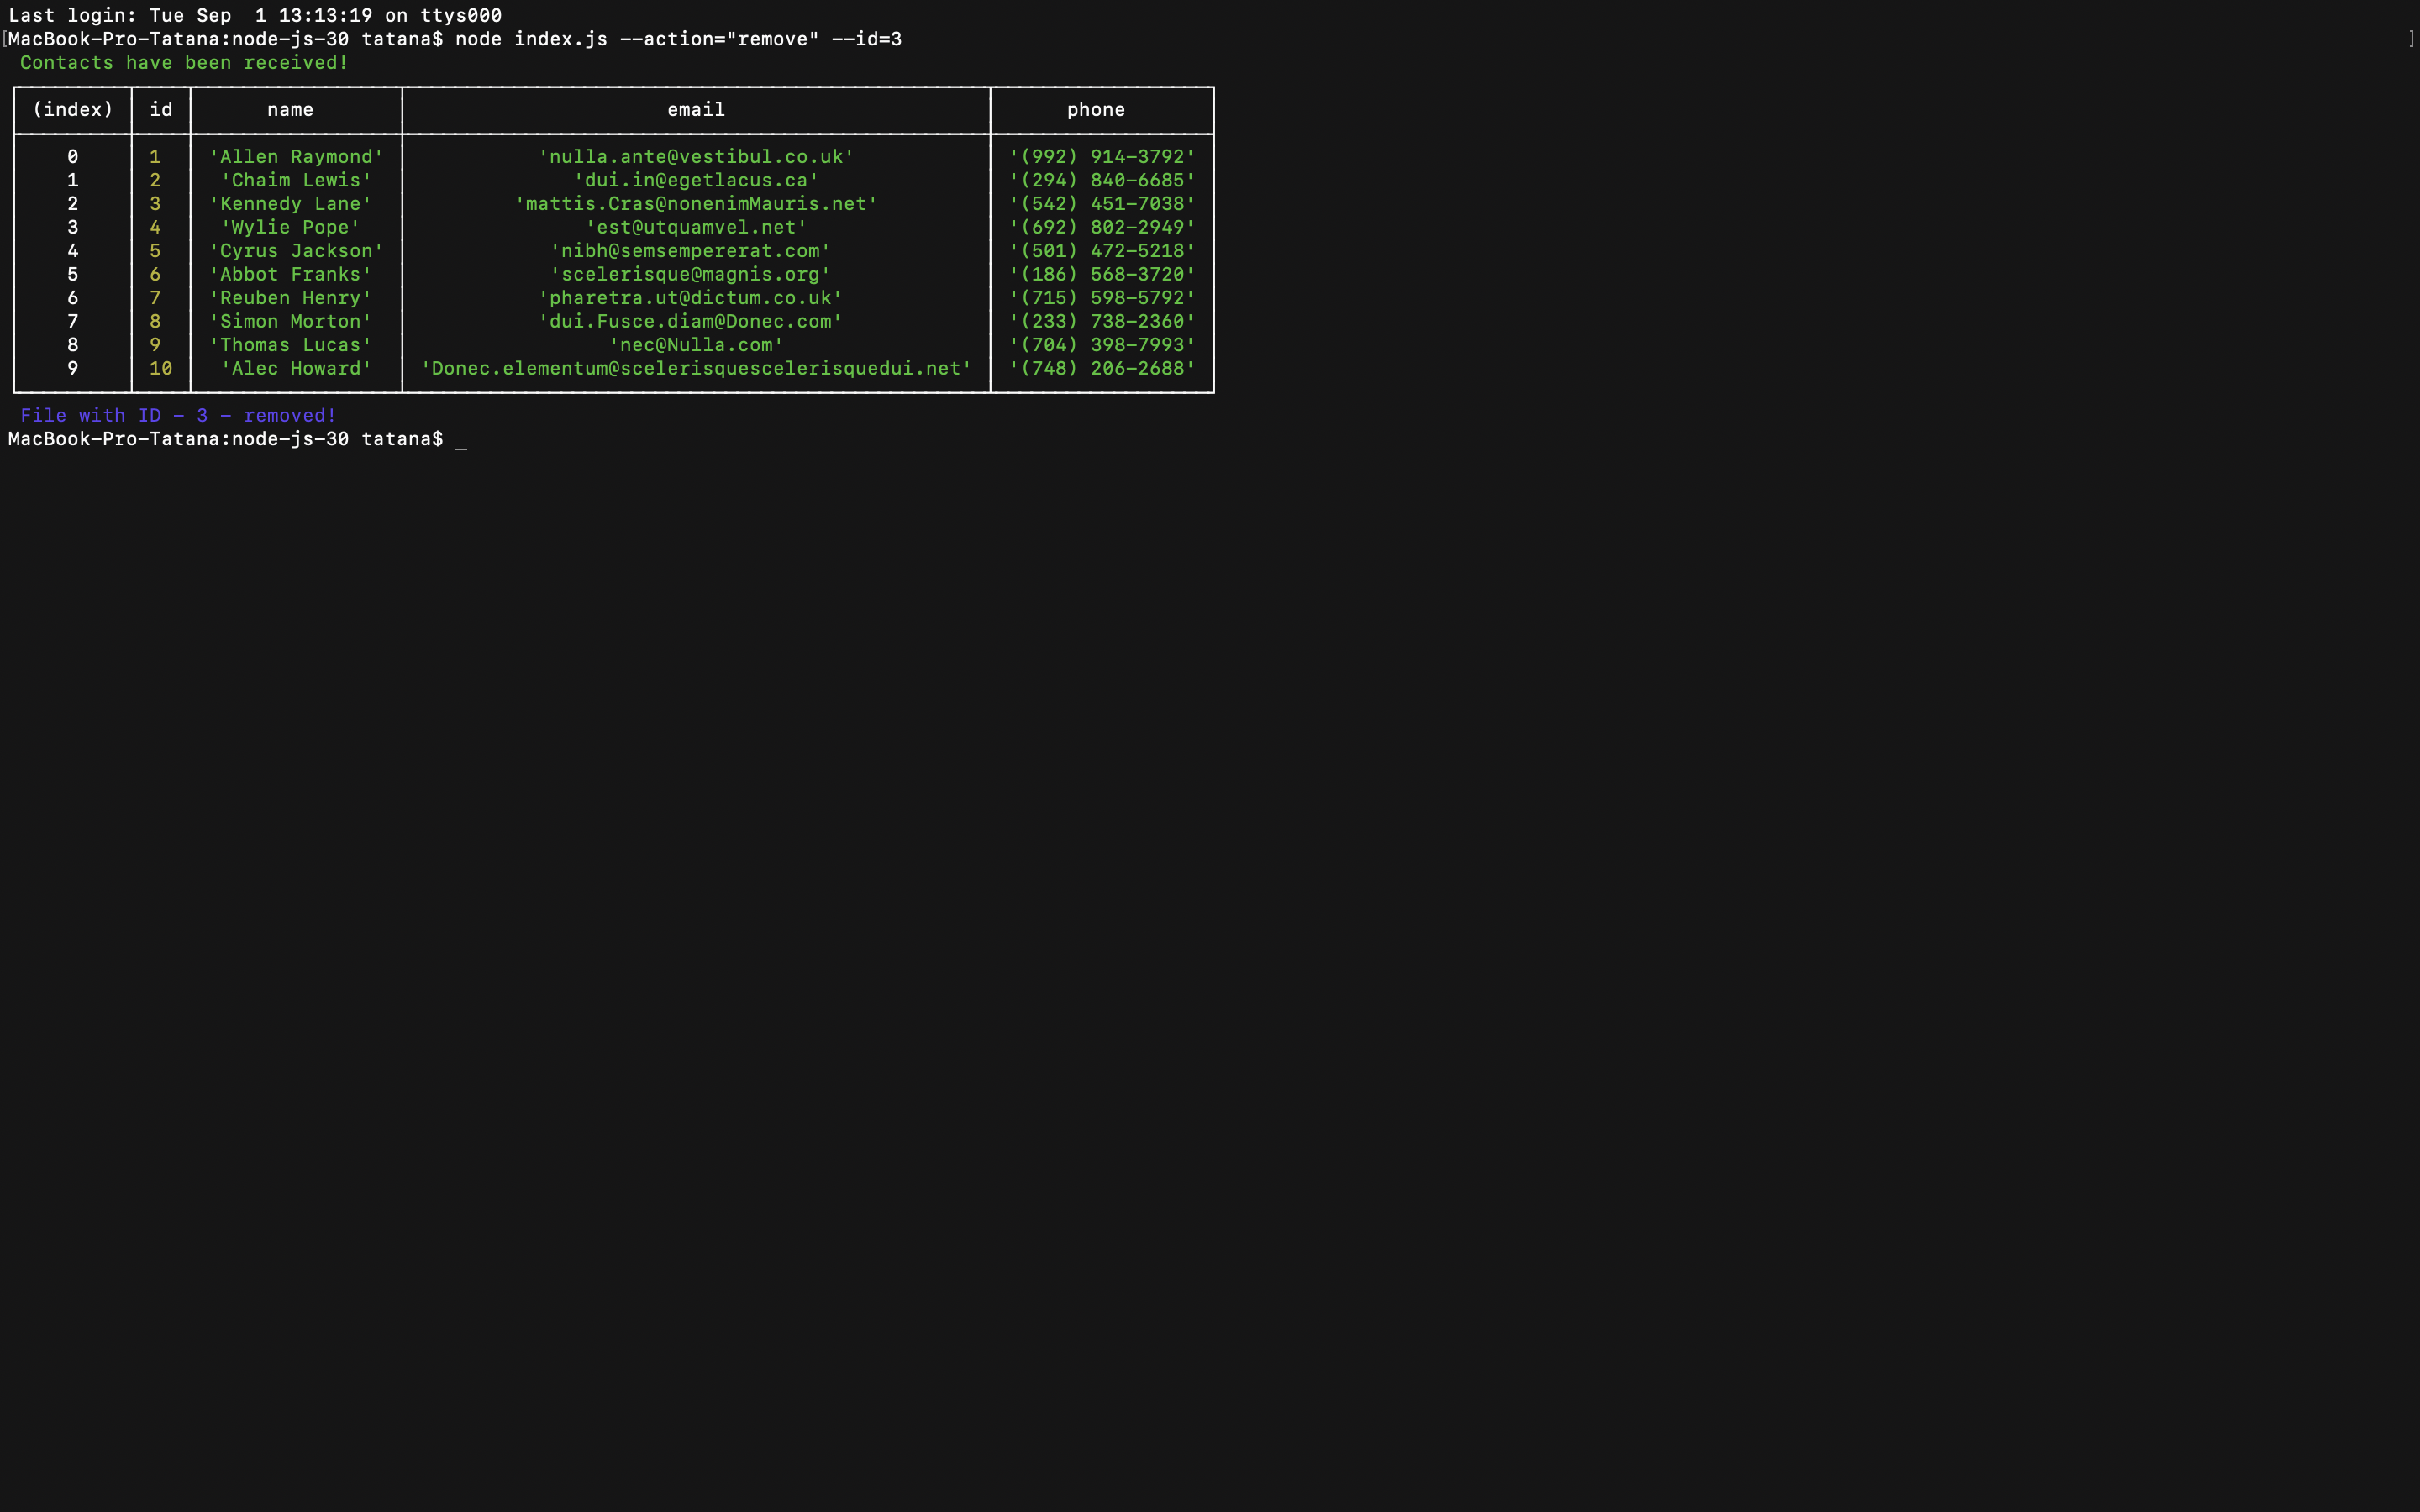 Last login: Tue Sep  1 13:13:19 on ttys000
[MacBook-Pro-Tatana:node-js-30 tatana$ node index.js --action="remove" --id=3 ]
Contacts have been received!
(index) id name email phone
0 1 'Allen Raymond' 'nulla.ante@vestibul.co.uk' '(992) 914-3792'
1 2 'Chaim Lewis' 'dui.in@egetlacus.ca' '(294) 840-6685'
2 3 'Kennedy Lane' 'mattis.Cras@nonenimMauris.net' '(542) 451-7038'
3 4 'Wylie Pope' 'est@utquamvel.net' '(692) 802-2949'
4 5 'Cyrus Jackson' 'nibh@semsempererat.com' '(501) 472-5218'
5 6 'Abbot Franks' 'scelerisque@magnis.org' '(186) 568-3720'
6 7 'Reuben Henry' 'pharetra.ut@dictum.co.uk' '(715) 598-5792'
7 8 'Simon Morton' 'dui.Fusce.diam@Donec.com' '(233) 738-2360'
8 9 'Thomas Lucas' 'nec@Nulla.com' '(704) 398-7993'
9 10 'Alec Howard' 'Donec.elementum@scelerisquescelerisquedui.net' '(748) 206-2688'
File with ID - 3 - removed!
MacBook-Pro-Tatana:node-js-30 tatana$ _